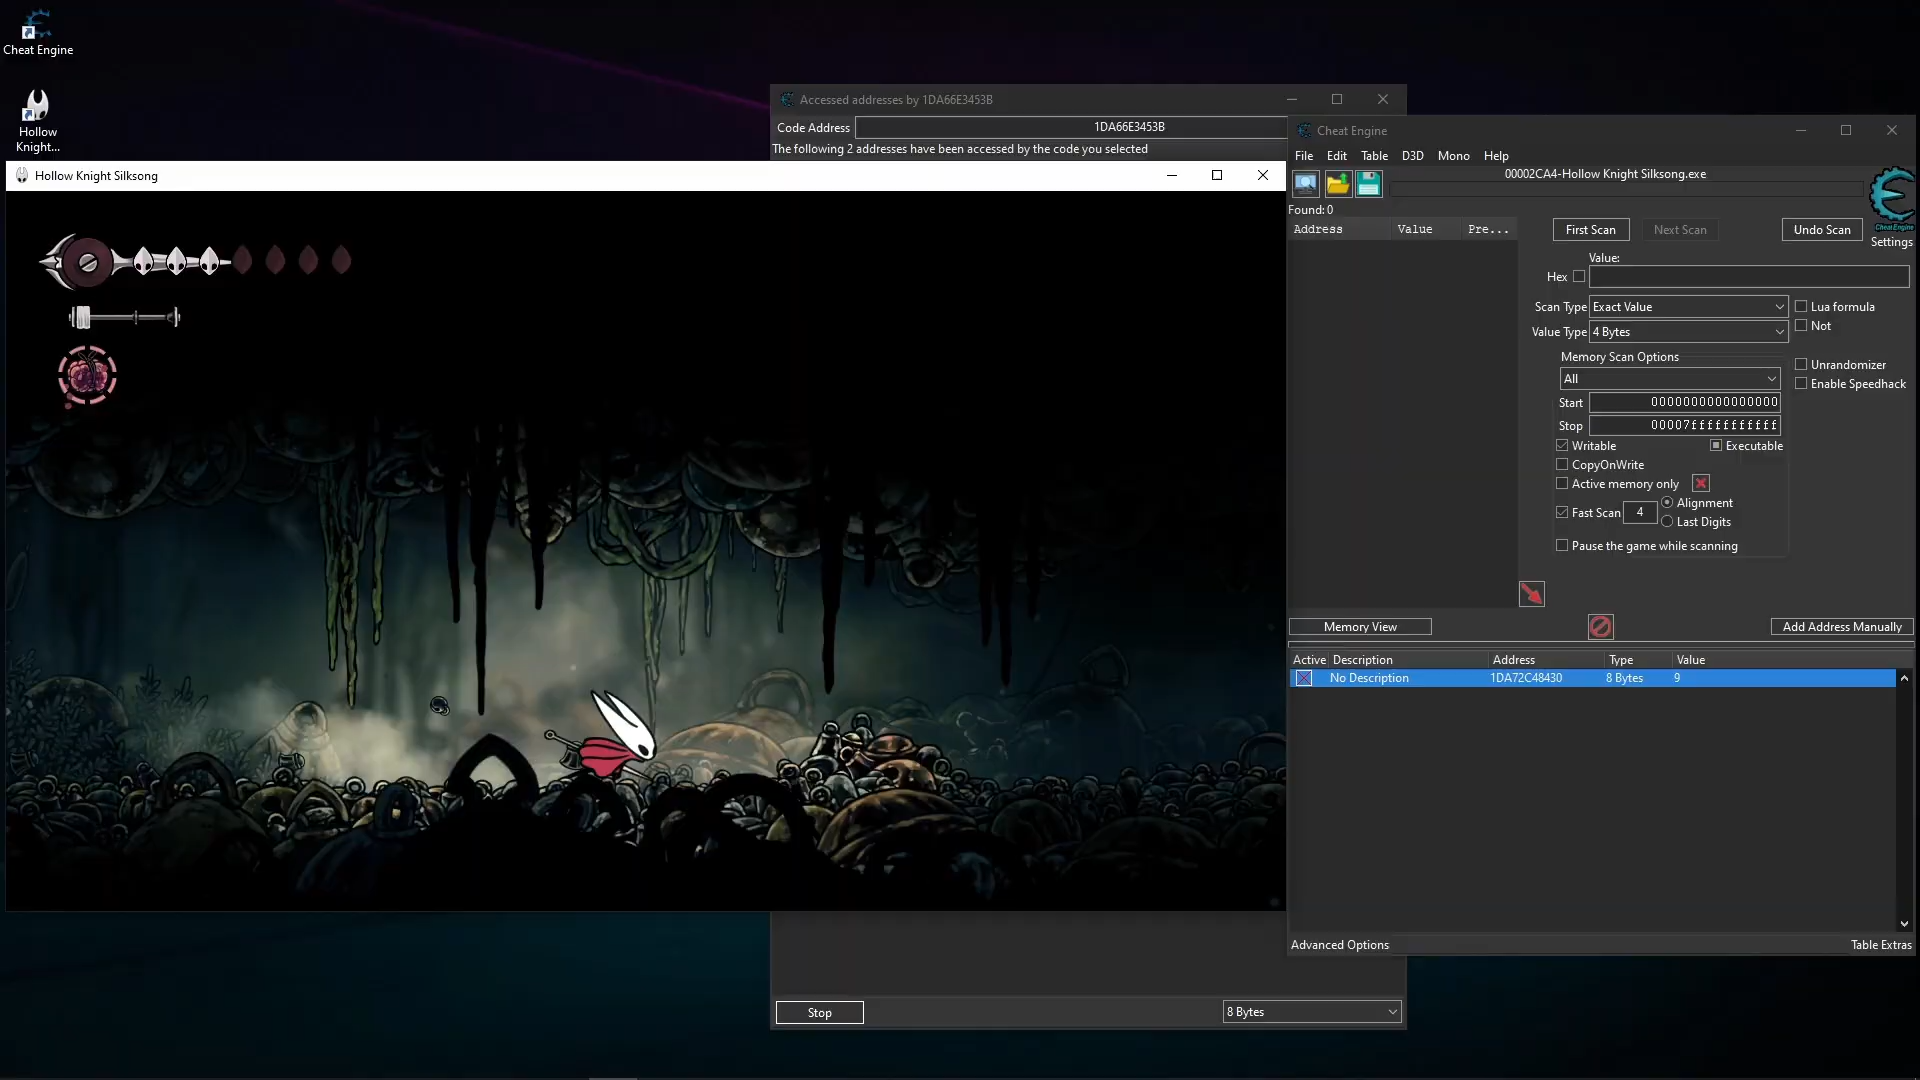 Cheat Engine
Hollow
Knight...
Accessed addresses by 1DA66E3453B
Code Address 1DA66E3453B
The following 2 addresses have been accessed by the code you selected
Hollow Knight Silksong
Stop
8 Bytes
Cheat Engine
File Edit Table D3D Mono Help
00002CA4-Hollow Knight Silksong.exe
Found: 0
Address Value Pre...
First Scan Next Scan Undo Scan
Cheat Engine
Settings
Value:
Hex
Scan Type Exact Value
Lua formula
Value Type 4 Bytes
Not
Memory Scan Options
All
Unrandomizer
Enable Speedhack
Start 0000000000000000
Stop 00007fffffffffff
Writable Executable
CopyOnWrite
Active memory only
Fast Scan 4 Alignment
Last Digits
Pause the game while scanning
Memory View Add Address Manually
Active Description Address Type Value
No Description 1DA72C48430 8 Bytes 9
Advanced Options Table Extras